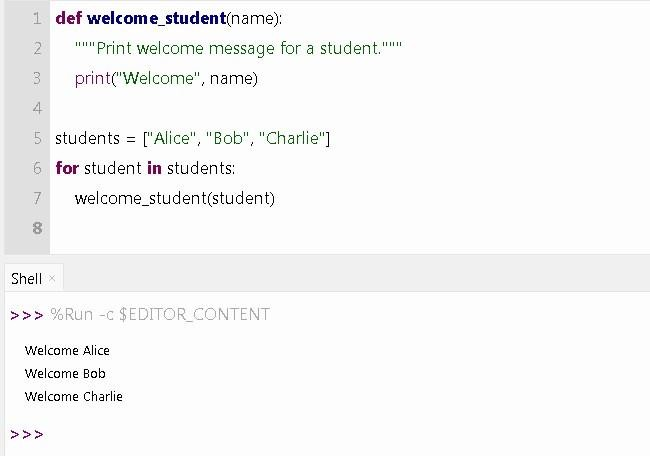 1 def welcome_student(name):
2     """Print welcome message for a student."""
3     print("Welcome", name)
4
5 students = ["Alice", "Bob", "Charlie"]
6 for student in students:
7     welcome_student(student)
8
Shell ×
>>> %Run -c $EDITOR_CONTENT
Welcome Alice
Welcome Bob
Welcome Charlie
>>>